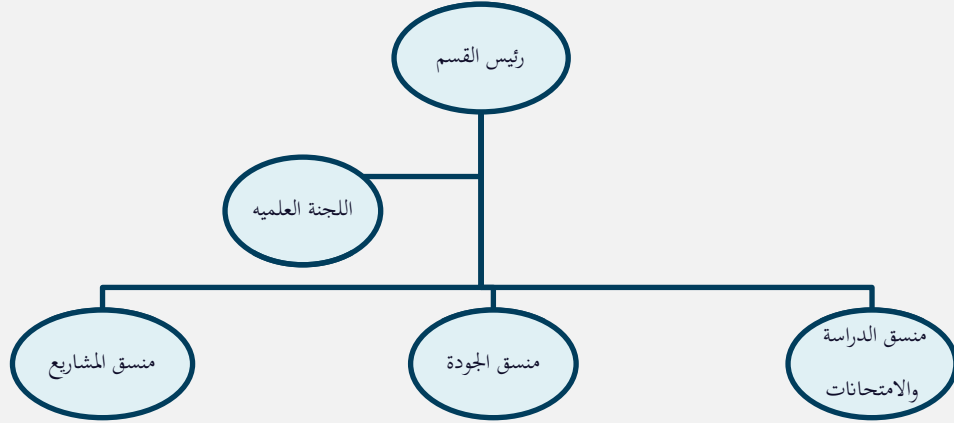 رئيس القسم
اللجنة العلميه
منسق الدراسة
والامتحانات
منسق الجودة
منسق المشاريع